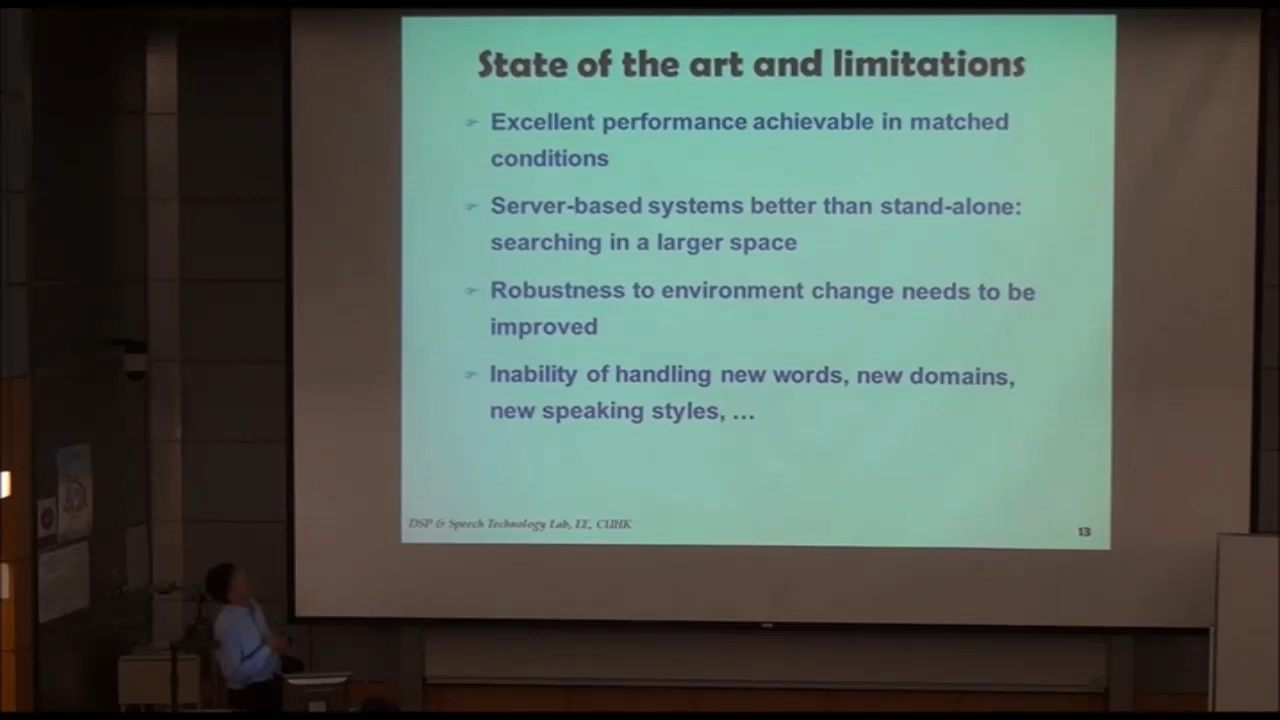 State of the art and limitations
Excellent performance achievable in matched
conditions
Server-based systems better than stand-alone:
searching in a larger space
Robustness to environment change needs to be
improved
Inability of handling new words, new domains,
new speaking styles, …
DSP & Speech Technology Lab, EE, CUHK
13